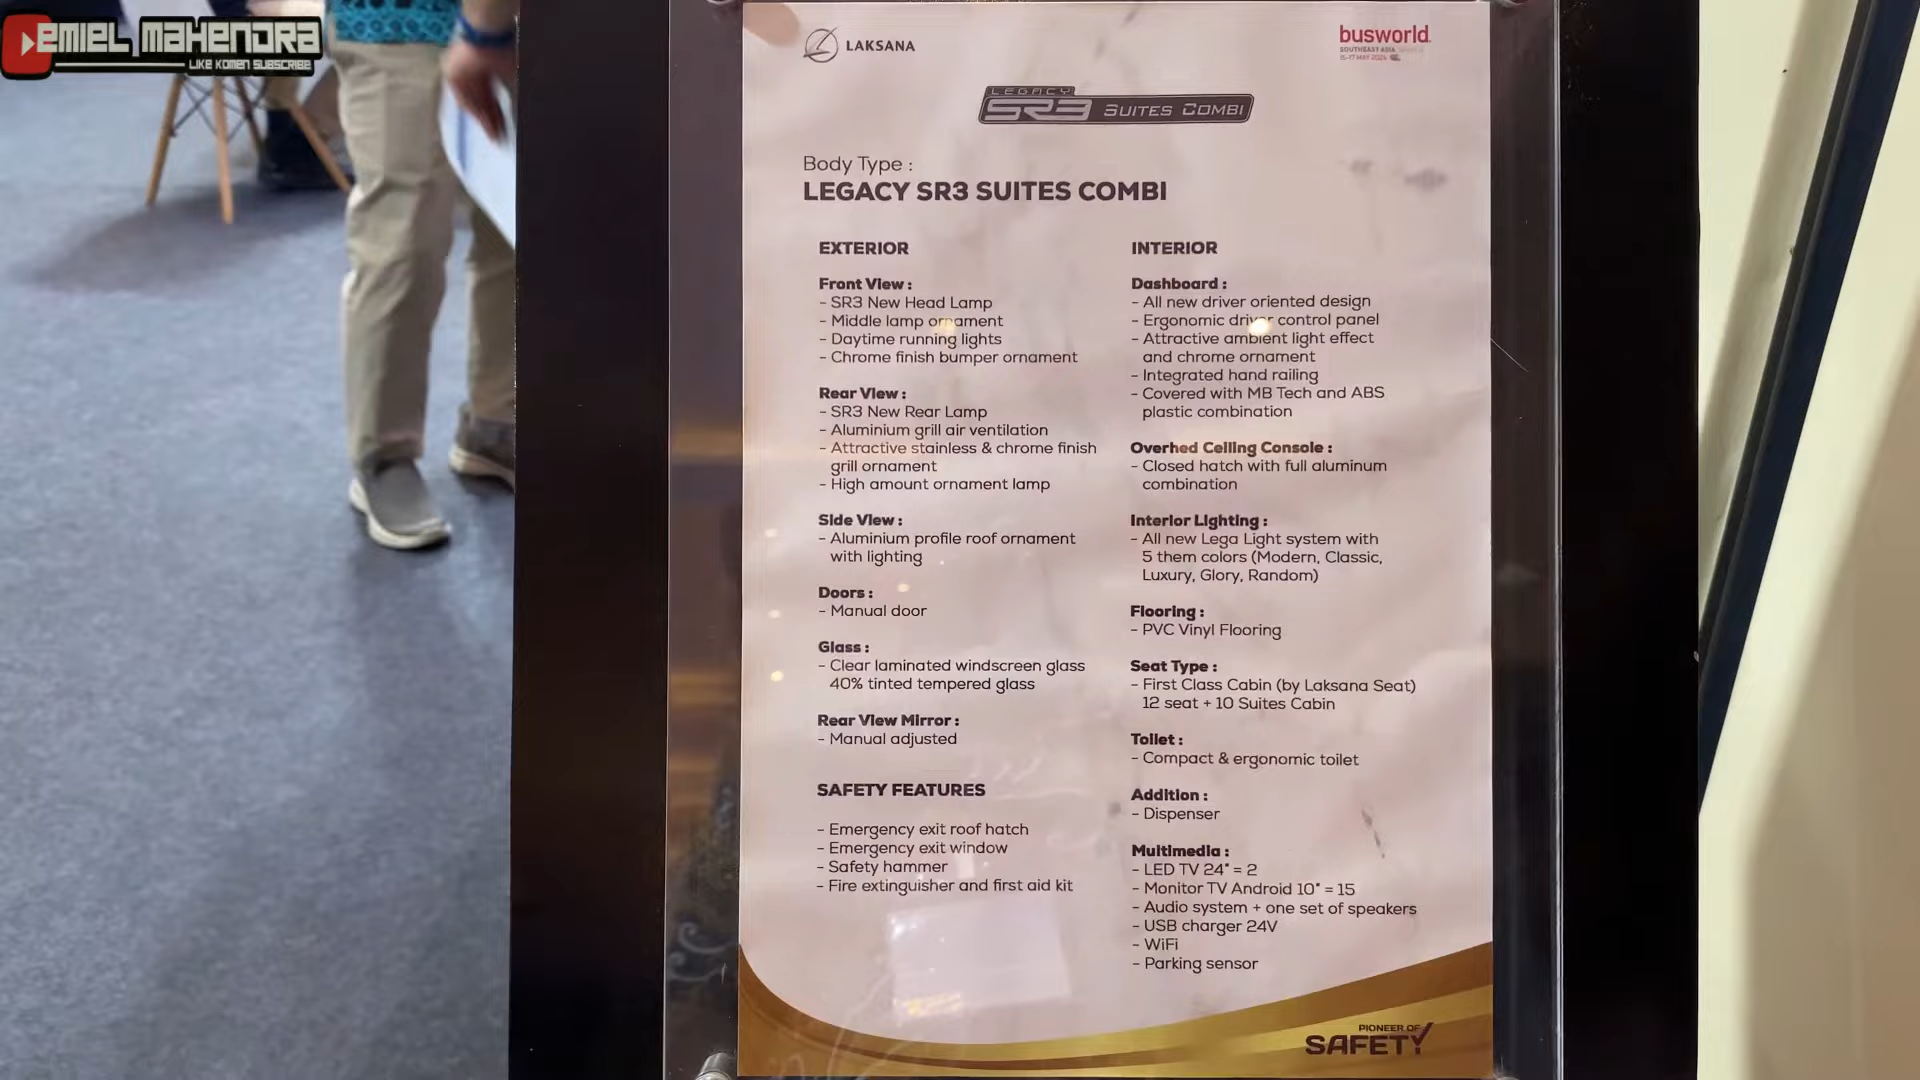 EMIEL MAHENDRA
LIKE KOMEN SUBSCRIBE
LAKSANA
busworld
SOUTHEAST ASIA
15-17 MAY 2024
LEGACY
SR3 SUITES COMBI
Body Type :
LEGACY SR3 SUITES COMBI
EXTERIOR
Front View :
- SR3 New Head Lamp
- Middle lamp ornament
- Daytime running lights
- Chrome finish bumper ornament
Rear View :
- SR3 New Rear Lamp
- Aluminium grill air ventilation
- Attractive stainless & chrome finish
grill ornament
- High amount ornament lamp
Side View :
- Aluminium profile roof ornament
with lighting
Doors :
- Manual door
Glass :
- Clear laminated windscreen glass
40% tinted tempered glass
Rear View Mirror :
- Manual adjusted
SAFETY FEATURES
- Emergency exit roof hatch
- Emergency exit window
- Safety hammer
- Fire extinguisher and first aid kit
INTERIOR
Dashboard :
- All new driver oriented design
- Ergonomic driver control panel
- Attractive ambient light effect
and chrome ornament
- Integrated hand railing
- Covered with MB Tech and ABS
plastic combination
Overhed Ceiling Console :
- Closed hatch with full aluminum
combination
Interior Lighting :
- All new Lega Light system with
5 them colors (Modern, Classic,
Luxury, Glory, Random)
Flooring :
- PVC Vinyl Flooring
Seat Type :
- First Class Cabin (by Laksana Seat)
12 seat + 10 Suites Cabin
Toilet :
- Compact & ergonomic toilet
Addition :
- Dispenser
Multimedia :
- LED TV 24" = 2
- Monitor TV Android 10" = 15
- Audio system + one set of speakers
- USB charger 24V
- WiFi
- Parking sensor
PIONEER OF
SAFETY